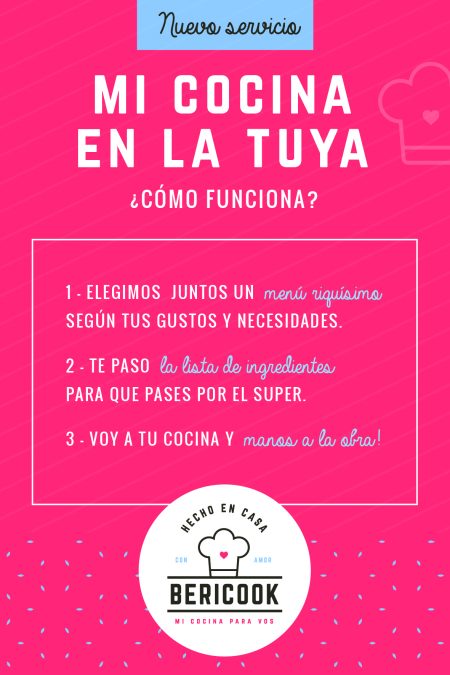 Nuevo servicio
MI COCINA
EN LA TUYA
¿CÓMO FUNCIONA?
1 - ELEGIMOS JUNTOS UN menú riquísimo
SEGÚN TUS GUSTOS Y NECESIDADES.
2 - TE PASO la lista de ingredientes
PARA QUE PASES POR EL SUPER.
3 - VOY A TU COCINA Y manos a la obra!
HECHO EN CASA
CON AMOR
BERICOOK
MI COCINA PARA VOS